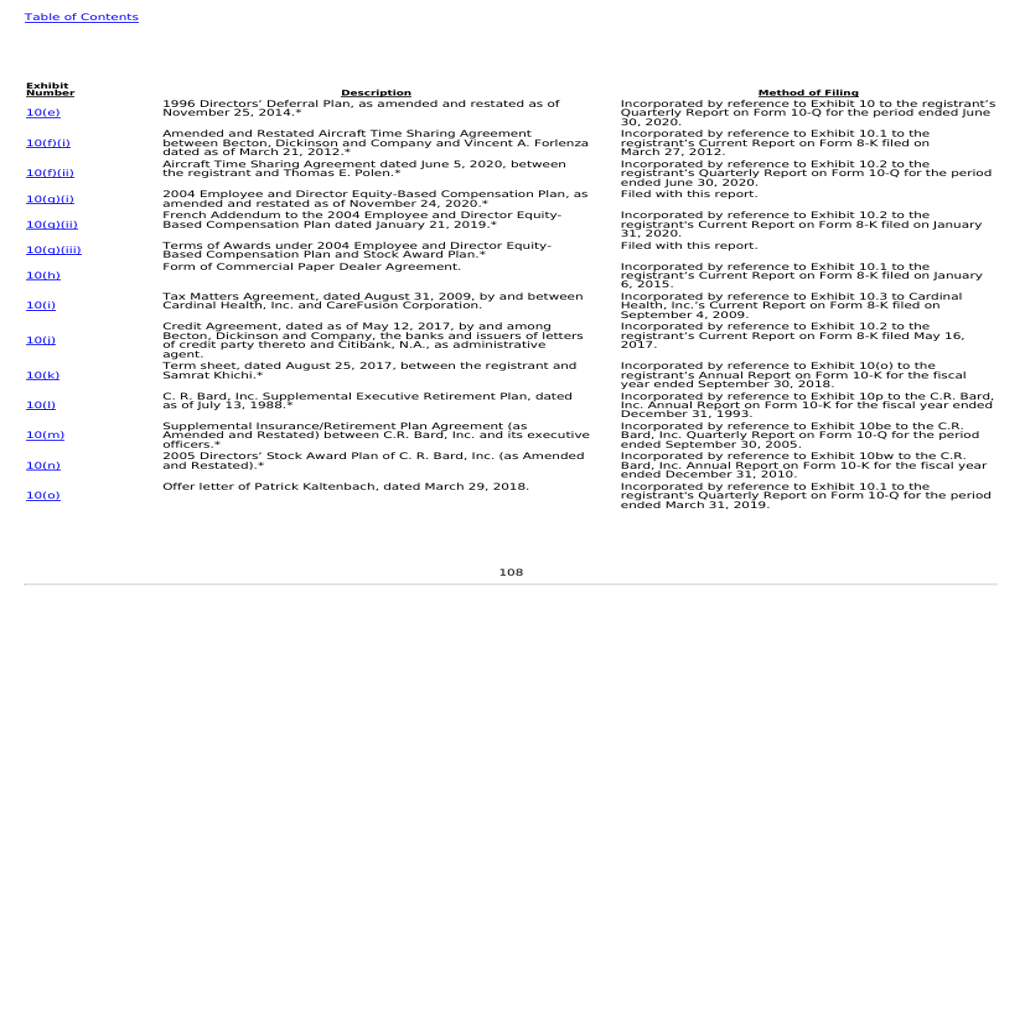 Table of Contents
Exhibit
Number
Description
Method of Filing
10(e)
1996 Directors’ Deferral Plan, as amended and restated as of
November 25, 2014.*
Incorporated by reference to Exhibit 10 to the registrant’s
Quarterly Report on Form 10-Q for the period ended June
30, 2020.
10(f)(i)
Amended and Restated Aircraft Time Sharing Agreement
between Becton, Dickinson and Company and Vincent A. Forlenza
dated as of March 21, 2012.*
Incorporated by reference to Exhibit 10.1 to the
registrant’s Current Report on Form 8-K filed on
March 27, 2012.
10(f)(ii)
Aircraft Time Sharing Agreement dated June 5, 2020, between
the registrant and Thomas E. Polen.*
Incorporated by reference to Exhibit 10.2 to the
registrant’s Quarterly Report on Form 10-Q for the period
ended June 30, 2020.
10(g)(i)
2004 Employee and Director Equity-Based Compensation Plan, as
amended and restated as of November 24, 2020.*
Filed with this report.
10(g)(ii)
French Addendum to the 2004 Employee and Director Equity-
Based Compensation Plan dated January 21, 2019.*
Incorporated by reference to Exhibit 10.2 to the
registrant’s Current Report on Form 8-K filed on January
31, 2020.
10(g)(iii)
Terms of Awards under 2004 Employee and Director Equity-
Based Compensation Plan and Stock Award Plan.*
Filed with this report.
10(h)
Form of Commercial Paper Dealer Agreement.
Incorporated by reference to Exhibit 10.1 to the
registrant’s Current Report on Form 8-K filed on January
6, 2015.
10(i)
Tax Matters Agreement, dated August 31, 2009, by and between
Cardinal Health, Inc. and CareFusion Corporation.
Incorporated by reference to Exhibit 10.3 to Cardinal
Health, Inc.’s Current Report on Form 8-K filed on
September 4, 2009.
10(j)
Credit Agreement, dated as of May 12, 2017, by and among
Becton, Dickinson and Company, the banks and issuers of letters
of credit party thereto and Citibank, N.A., as administrative
agent.
Incorporated by reference to Exhibit 10.2 to the
registrant’s Current Report on Form 8-K filed May 16,
2017.
10(k)
Term sheet, dated August 25, 2017, between the registrant and
Samrat Khichi.*
Incorporated by reference to Exhibit 10(o) to the
registrant’s Annual Report on Form 10-K for the fiscal
year ended September 30, 2018.
10(l)
C. R. Bard, Inc. Supplemental Executive Retirement Plan, dated
as of July 13, 1988.*
Incorporated by reference to Exhibit 10p to the C.R. Bard,
Inc. Annual Report on Form 10-K for the fiscal year ended
December 31, 1993.
10(m)
Supplemental Insurance/Retirement Plan Agreement (as
Amended and Restated) between C.R. Bard, Inc. and its executive
officers.*
Incorporated by reference to Exhibit 10be to the C.R.
Bard, Inc. Quarterly Report on Form 10-Q for the period
ended September 30, 2005.
10(n)
2005 Directors’ Stock Award Plan of C. R. Bard, Inc. (as Amended
and Restated).*
Incorporated by reference to Exhibit 10bw to the C.R.
Bard, Inc. Annual Report on Form 10-K for the fiscal year
ended December 31, 2010.
10(o)
Offer letter of Patrick Kaltenbach, dated March 29, 2018.
Incorporated by reference to Exhibit 10.1 to the
registrant's Quarterly Report on Form 10-Q for the period
ended March 31, 2019.
108